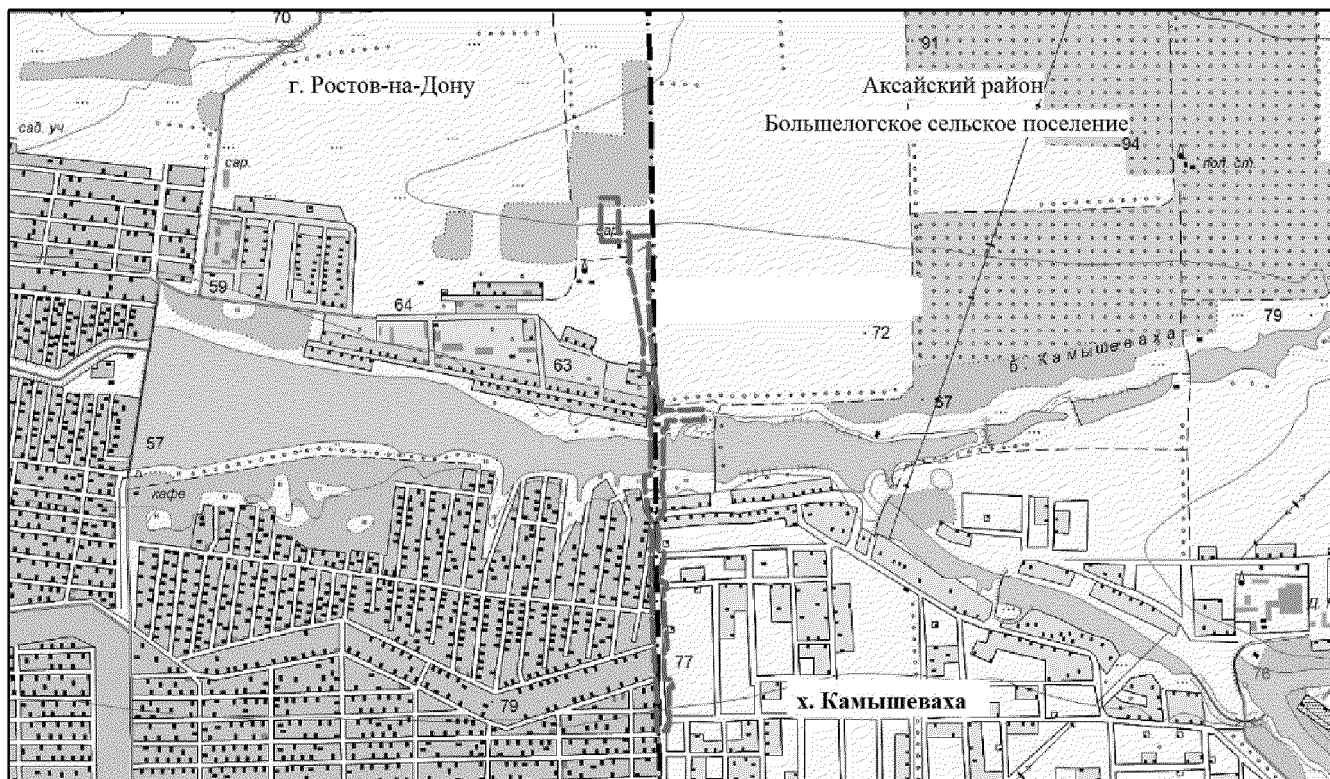 70
г. Ростов-на-Дону
91
Аксайский район
Большелогское сельское поселение
94
сад. уч
сар.
пол. ст.
сар.
59
64
79
72
б. Камышеваха
63
67
57
кафе
77
х. Камышеваха
76
79